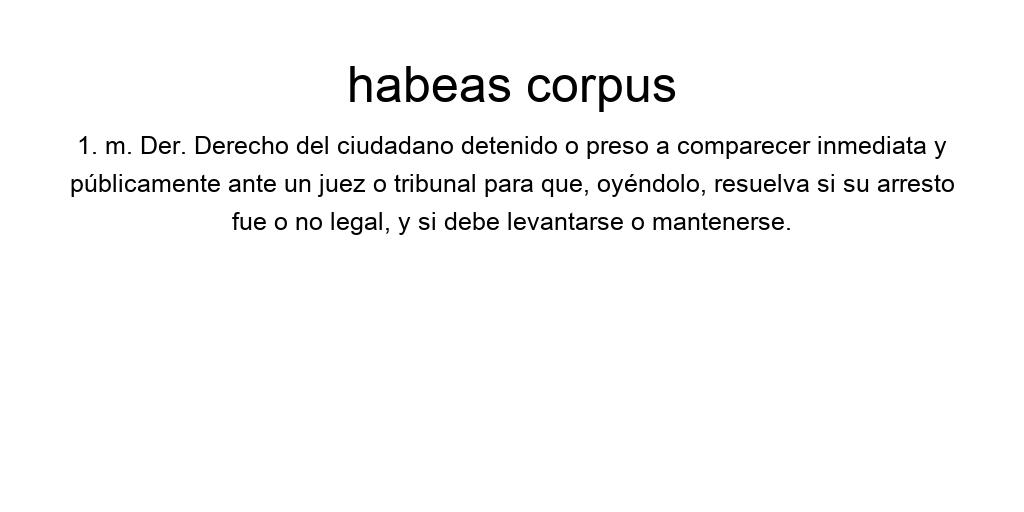 habeas corpus
1. m. Der. Derecho del ciudadano detenido o preso a comparecer inmediata y
públicamente ante un juez o tribunal para que, oyéndolo, resuelva si su arresto
fue o no legal, y si debe levantarse o mantenerse.